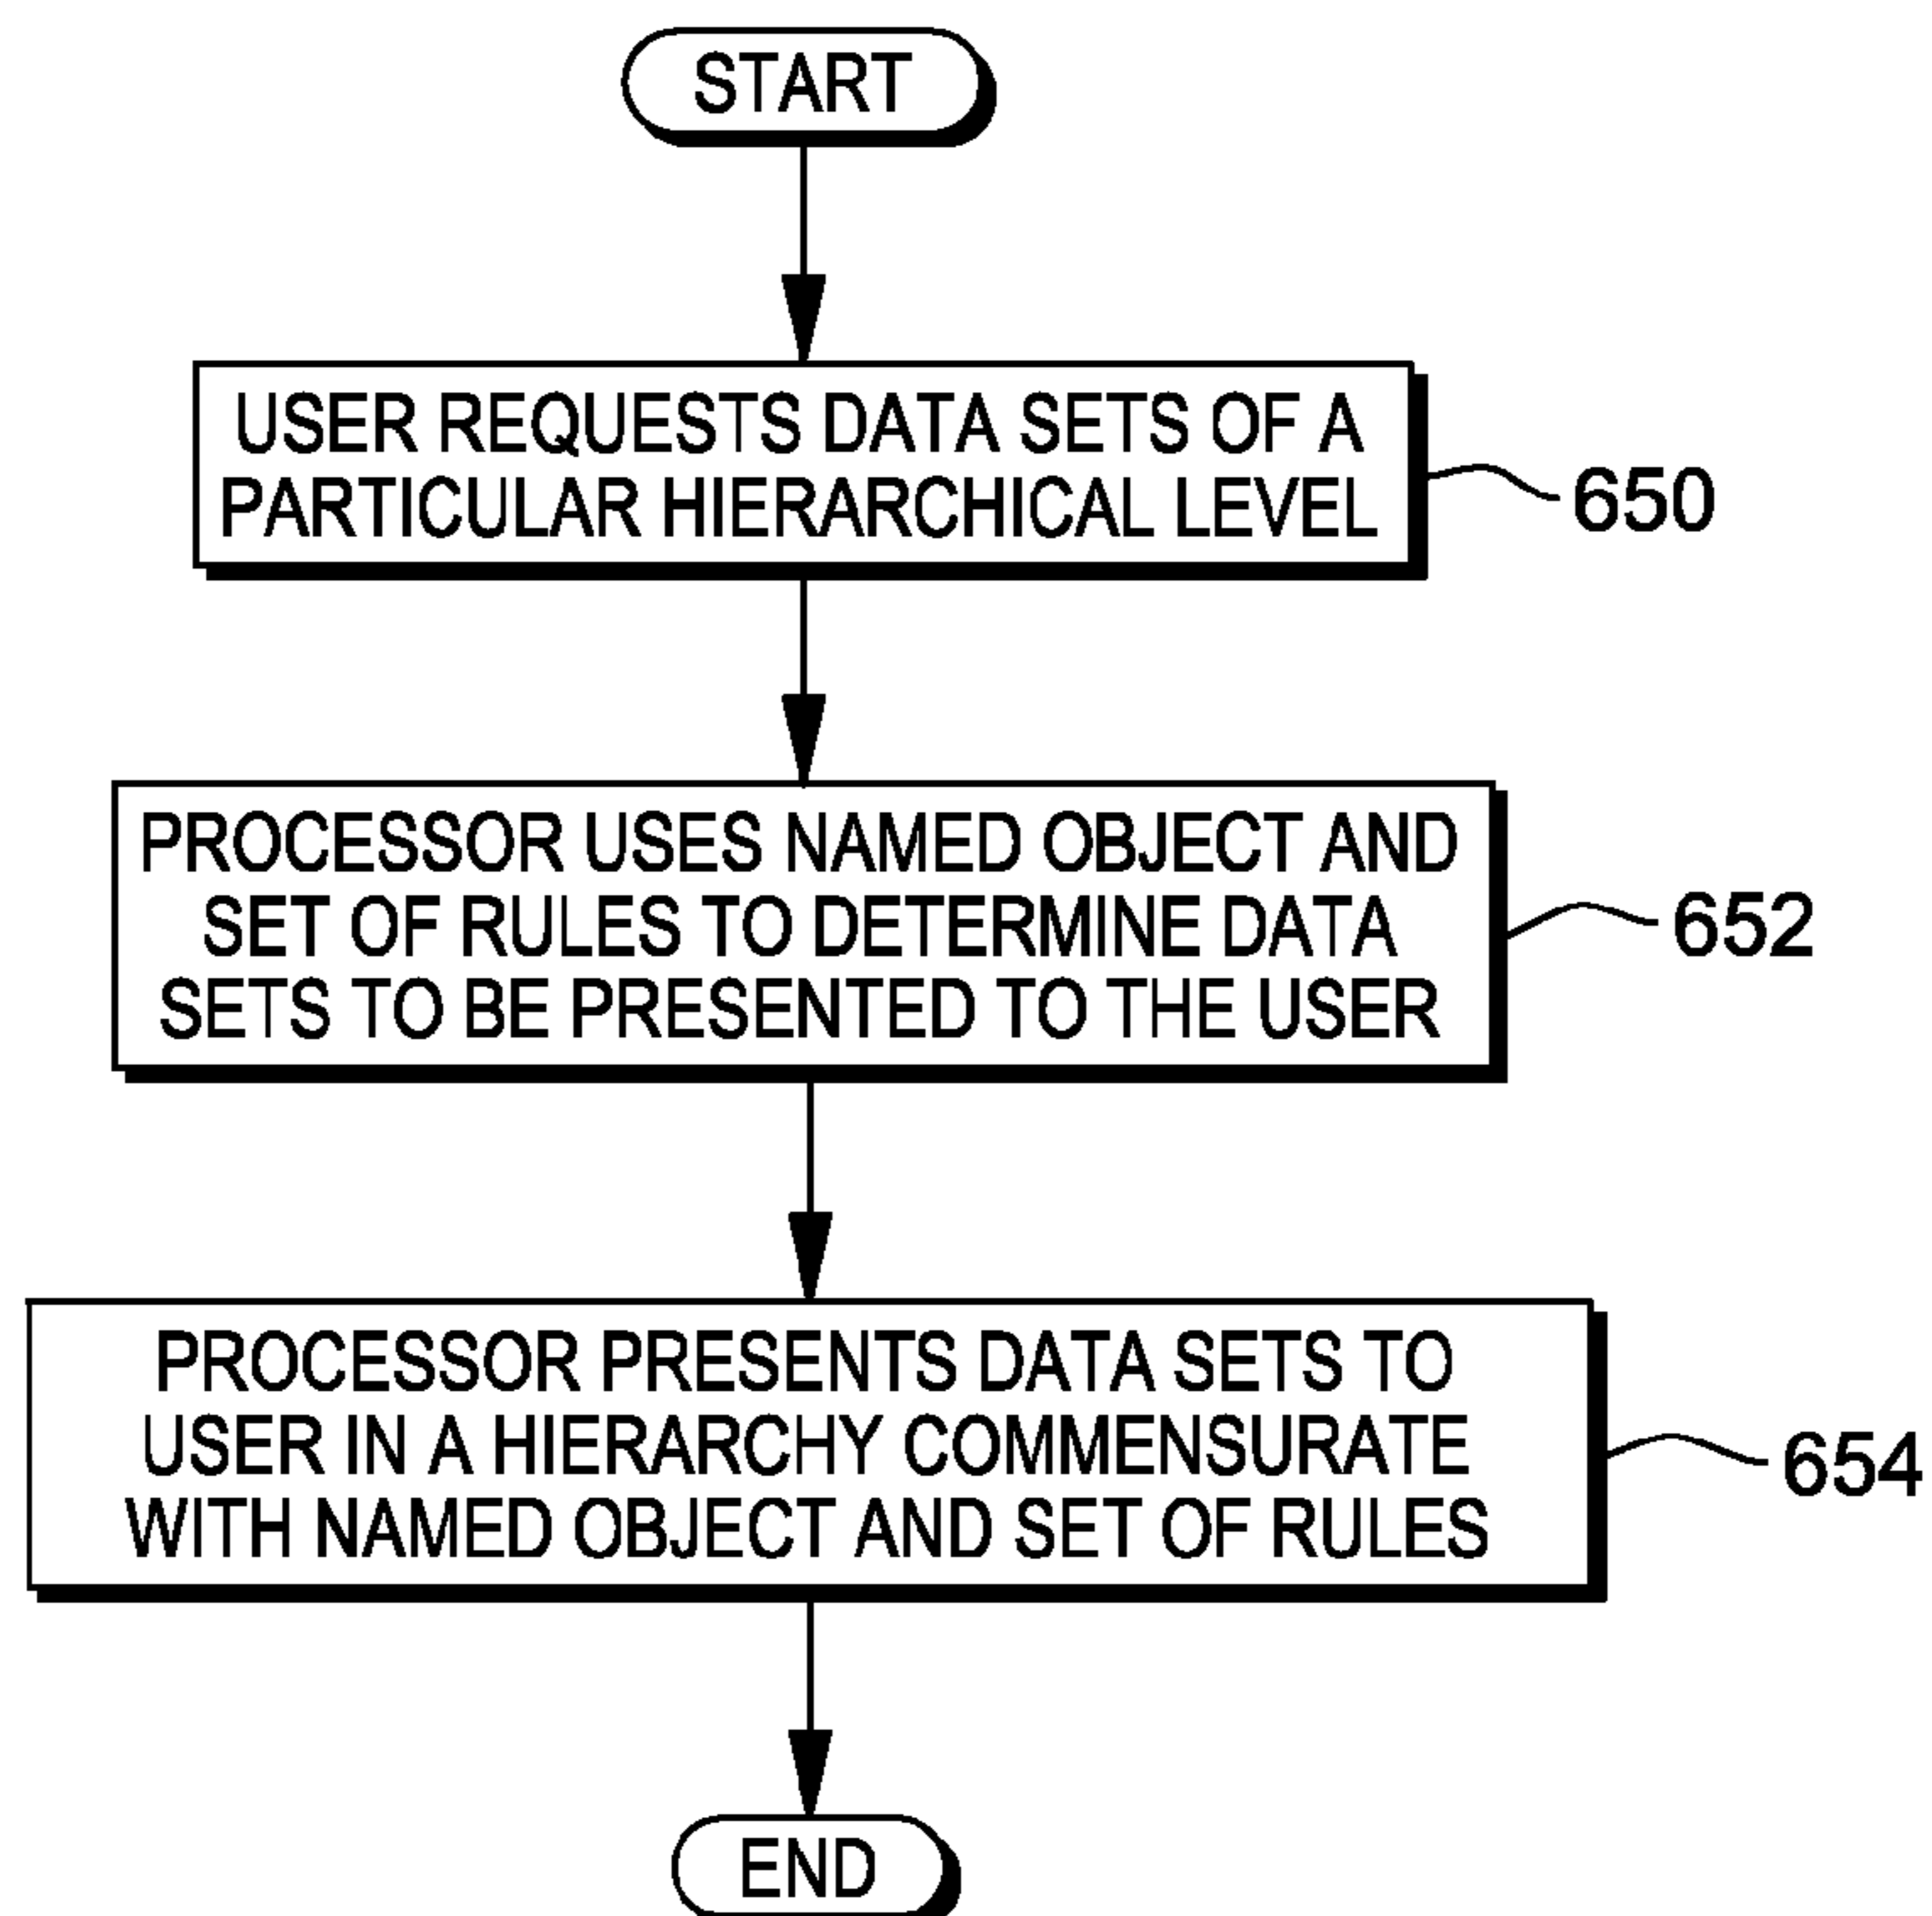 START
USER REQUESTS DATA SETS OF A
PARTICULAR HIERARCHICAL LEVEL
650
PROCESSOR USES NAMED OBJECT AND
SET OF RULES TO DETERMINE DATA
SETS TO BE PRESENTED TO THE USER
652
PROCESSOR PRESENTS DATA SETS TO
USER IN A HIERARCHY COMMENSURATE
WITH NAMED OBJECT AND SET OF RULES
654
END